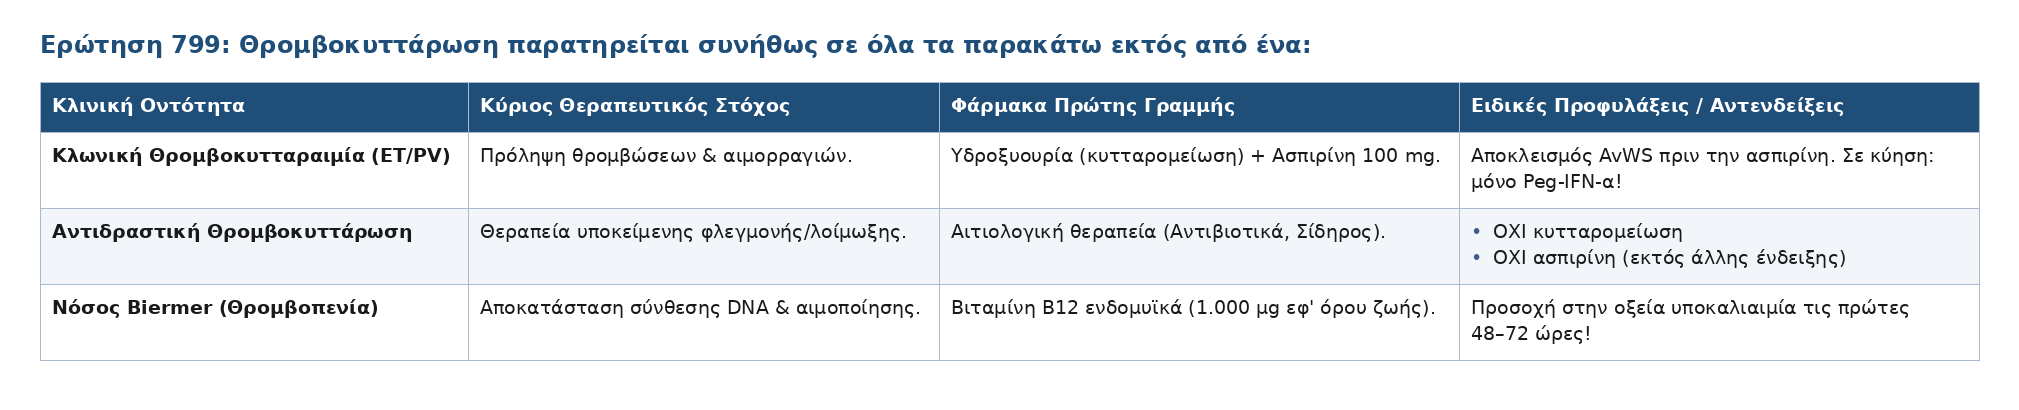 Ερώτηση 799: Θρομβοκυττάρωση παρατηρείται συνήθως σε όλα τα παρακάτω εκτός από ένα:
Κλινική Οντότητα
Κύριος Θεραπευτικός Στόχος
Φάρμακα Πρώτης Γραμμής
Ειδικές Προφυλάξεις / Αντενδείξεις
Κλωνική Θρομβοκυτταραιμία (ET/PV)
Πρόληψη θρομβώσεων & αιμορραγιών.
Υδροξυουρία (κυτταρομείωση) + Ασπιρίνη 100 mg.
Αποκλεισμός AvWS πριν την ασπιρίνη. Σε κύηση:
μόνο Peg-IFN-α!
Αντιδραστική Θρομβοκυττάρωση
Θεραπεία υποκείμενης φλεγμονής/λοίμωξης.
Αιτιολογική θεραπεία (Αντιβιοτικά, Σίδηρος).
• ΟΧΙ κυτταρομείωση
• ΟΧΙ ασπιρίνη (εκτός άλλης ένδειξης)
Νόσος Biermer (Θρομβοπενία)
Αποκατάσταση σύνθεσης DNA & αιμοποίησης.
Βιταμίνη B12 ενδομυϊκά (1.000 μg εφ' όρου ζωής).
Προσοχή στην οξεία υποκαλιαιμία τις πρώτες
48–72 ώρες!